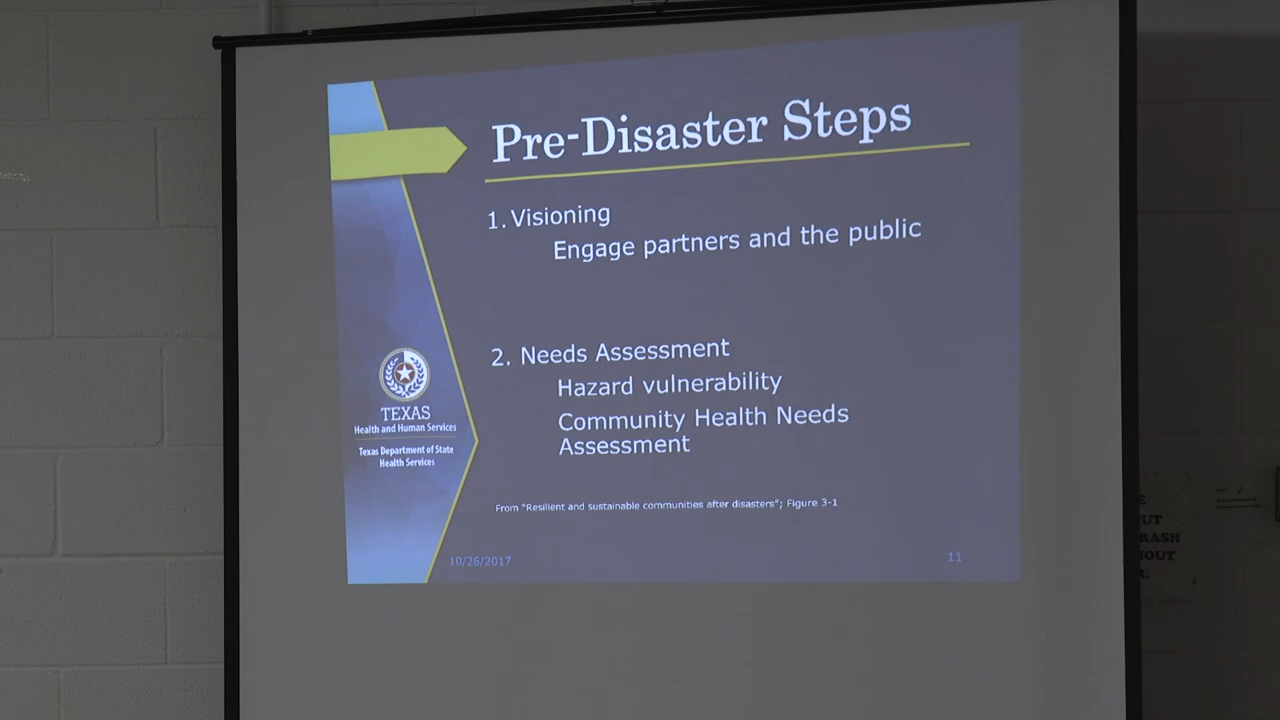 Pre-Disaster Steps
1. Visioning
Engage partners and the public
2. Needs Assessment
Hazard vulnerability
Community Health Needs
Assessment
TEXAS
Health and Human Services
Texas Department of State
Health Services
From "Resilient and sustainable communities after disasters"; Figure 3-1
10/26/2017
11